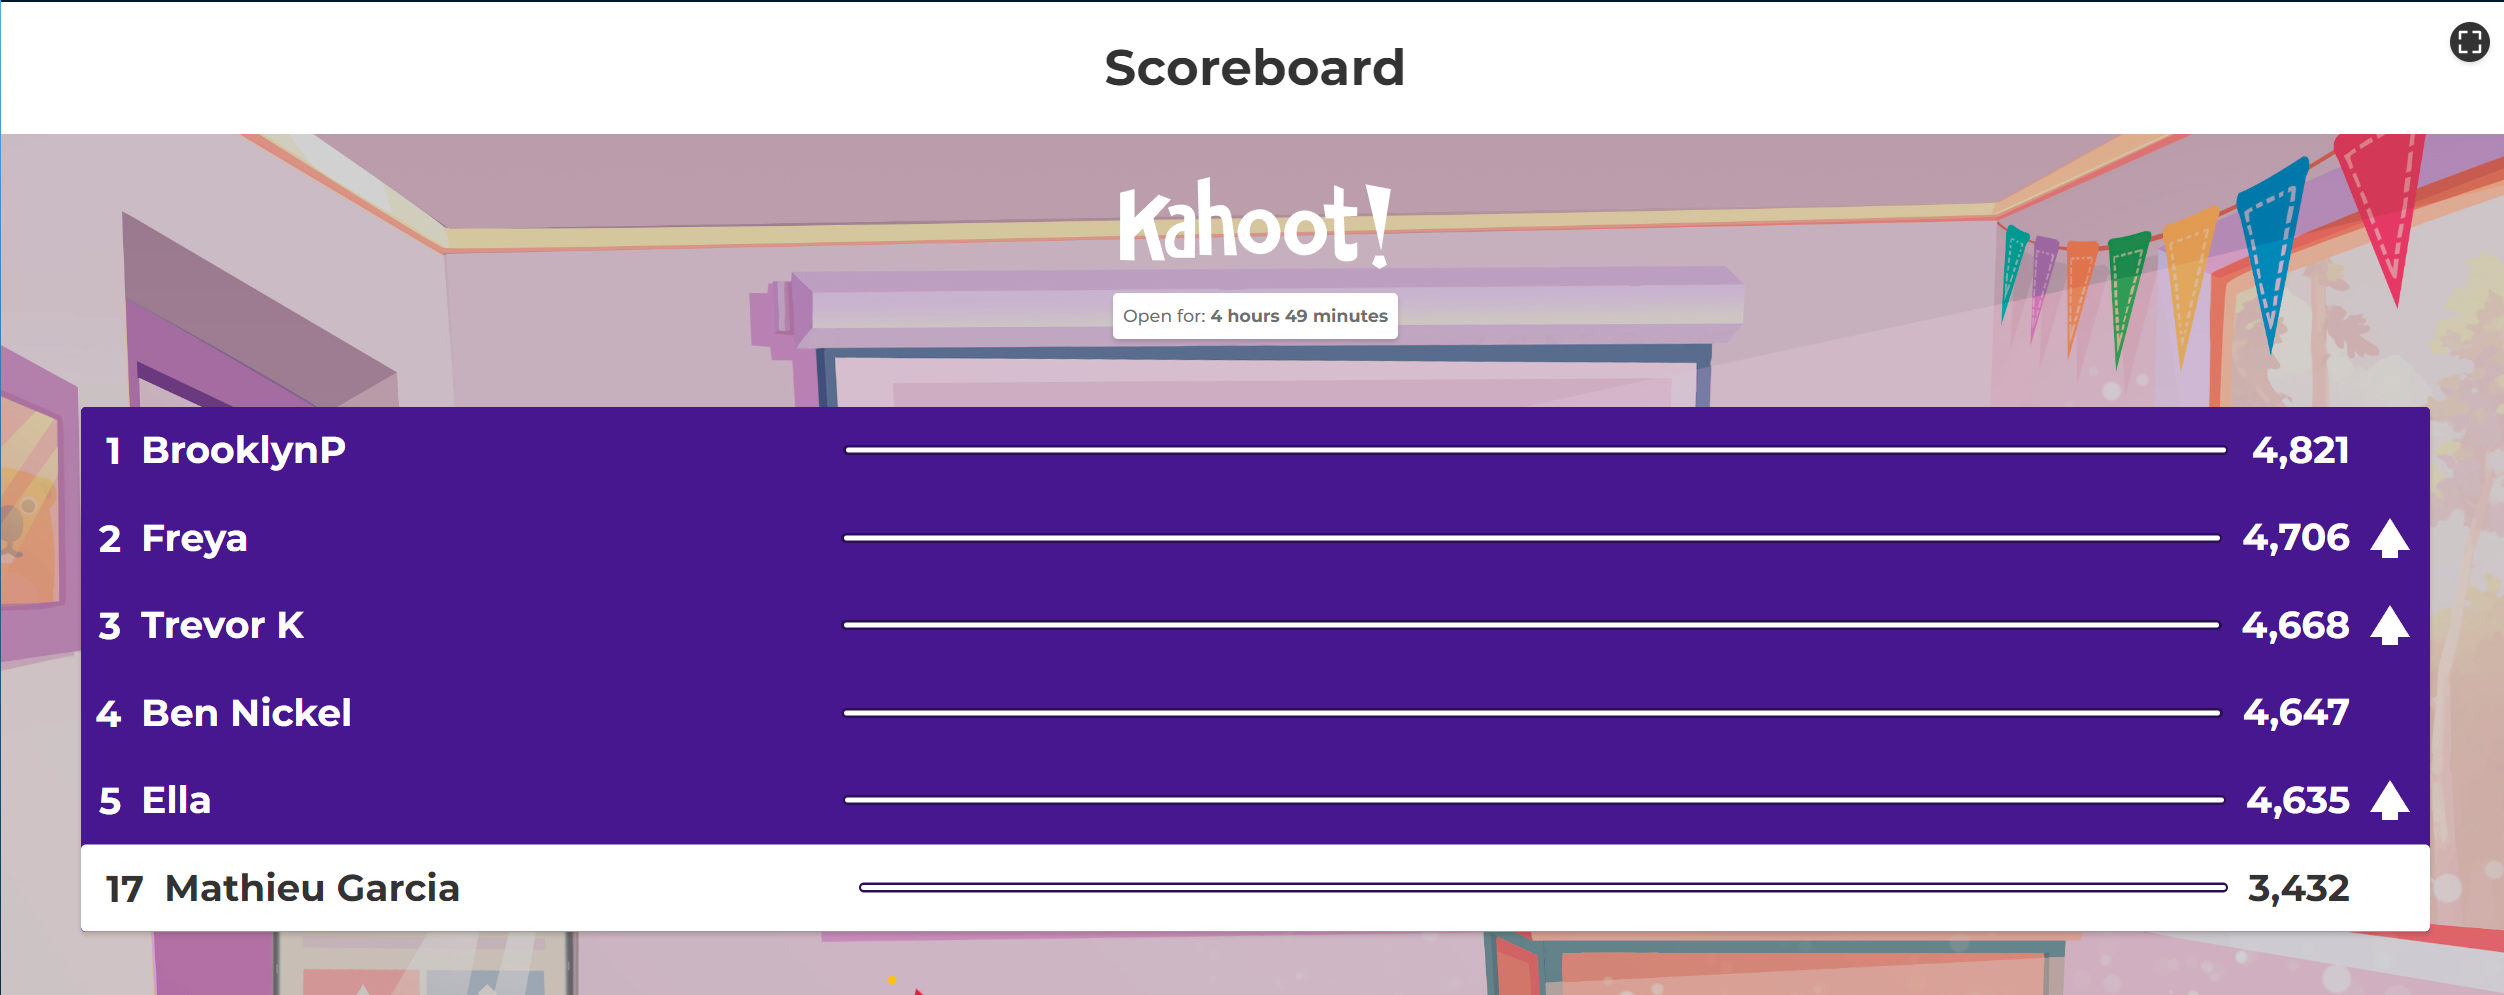 Scoreboard
Kahoot!
Open for: 4 hours 49 minutes
1 BrooklynP 4,821
2 Freya 4,706
3 Trevor K 4,668
4 Ben Nickel 4,647
5 Ella 4,635
17 Mathieu Garcia 3,432